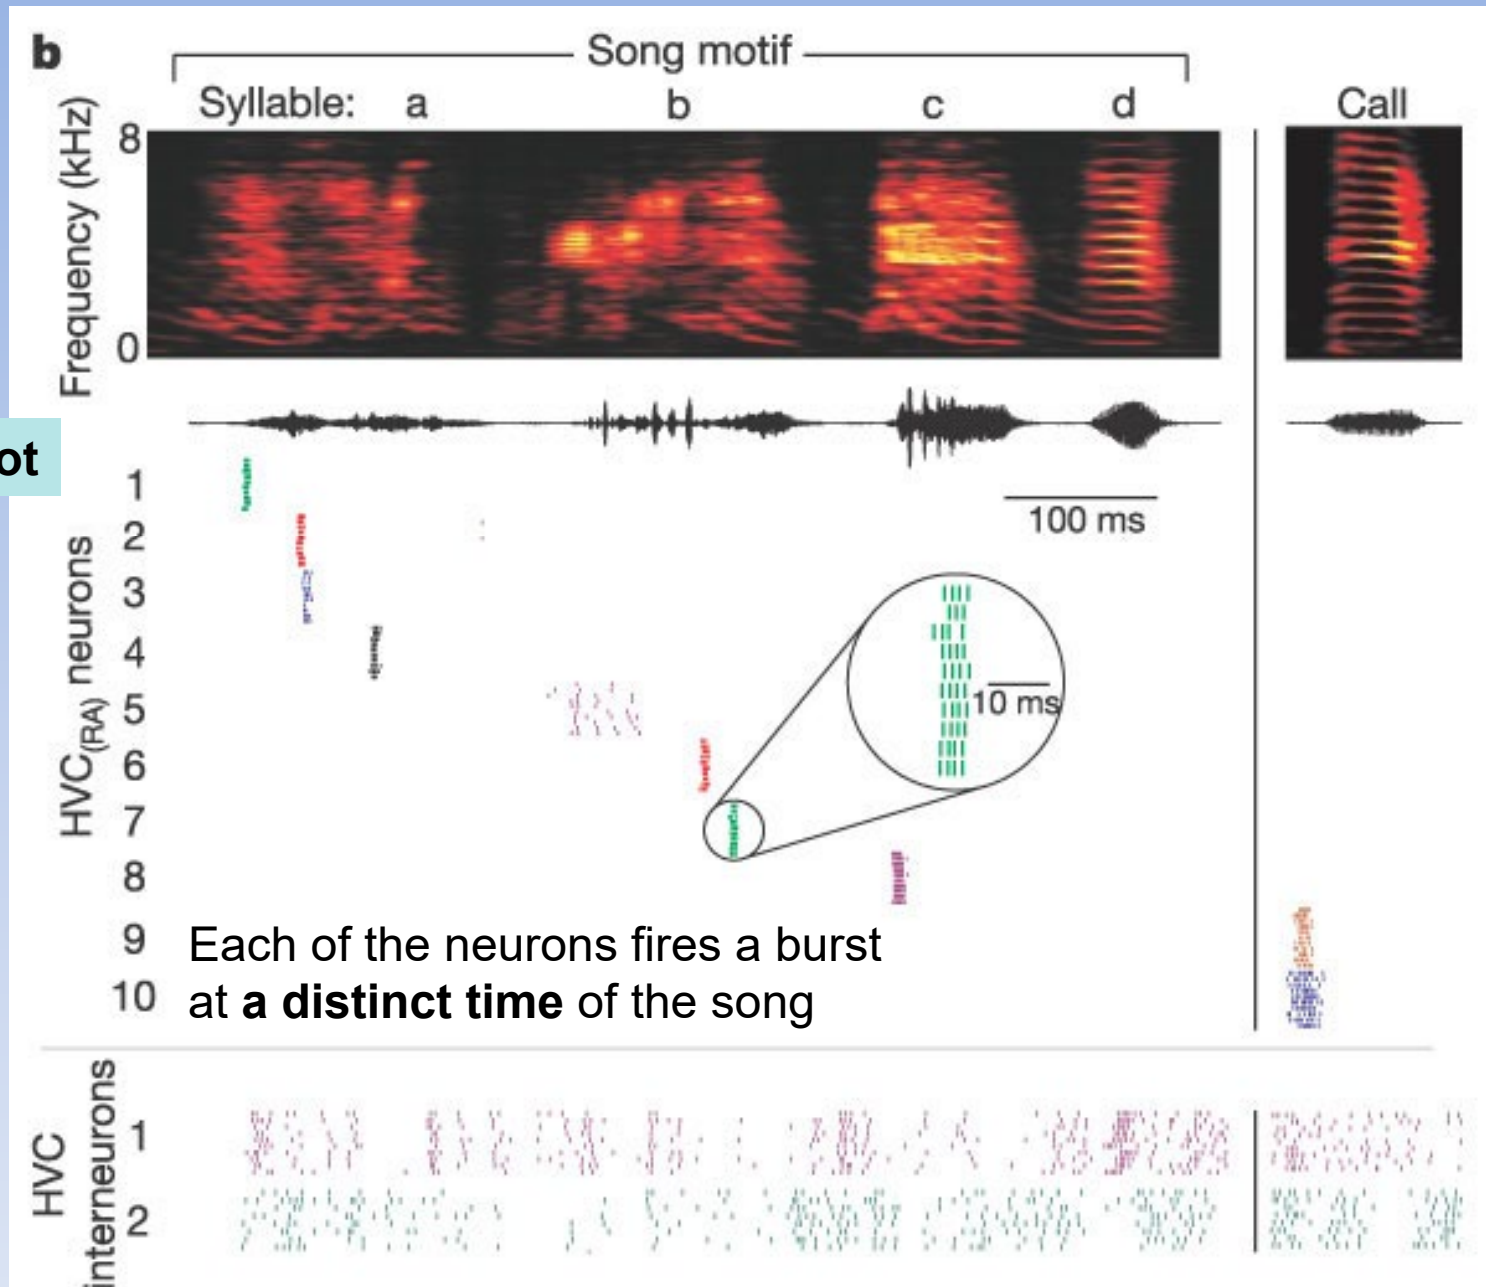 b
Song motif
Syllable: a b c d Call
Frequency (kHz)
8
0
ot
100 ms
HVC(RA) neurons
1
2
3
4
5
6
7
8
9
10
10 ms
Each of the neurons fires a burst
at a distinct time of the song
HVC
interneurons
1
2